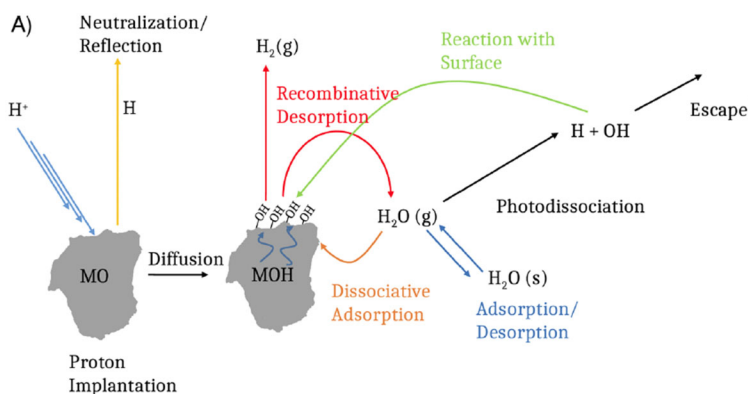 A)
Neutralization/
Reflection
H₂(g)
Reaction with
Surface
H⁺
H
Recombinative
Desorption
H + OH
Escape
-OH
-OH
-OH
-OH
H₂O (g)
Photodissociation
MO
Diffusion
MOH
H₂O (s)
Dissociative
Adsorption
Adsorption/
Desorption
Proton
Implantation